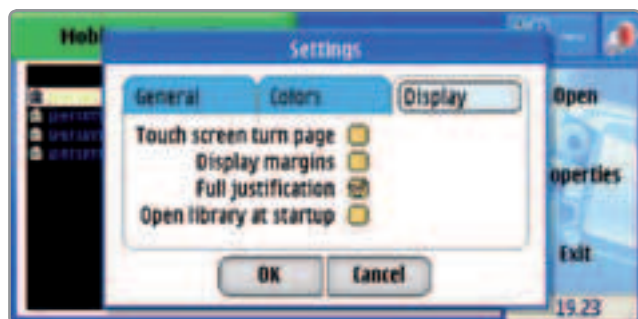 Settings
General Colors Display
Open
Touch screen turn page
Display margins
Full justification
Open library at startup
Exit
OK Cancel
19.23